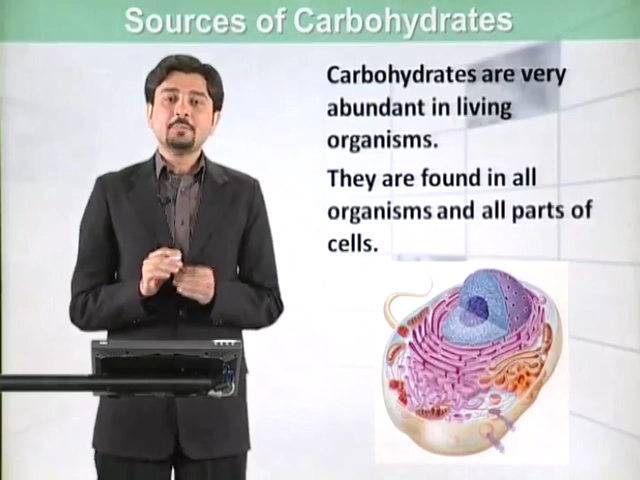 Sources of Carbohydrates
Carbohydrates are very
abundant in living
organisms.
They are found in all
organisms and all parts of
cells.